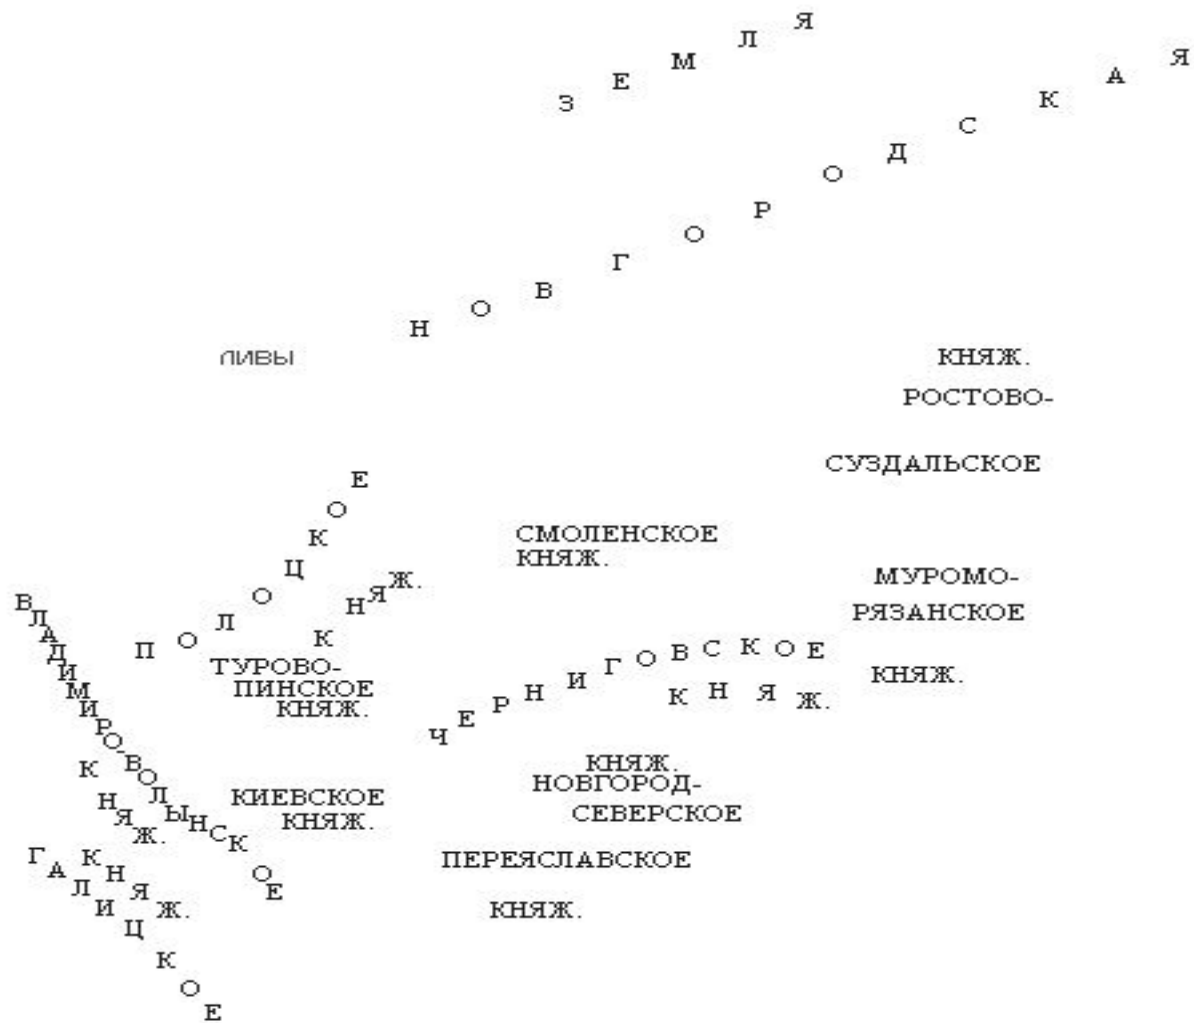 ЗЕМЛЯ
НОВГОРОДСКАЯ
ЛИВЫ
КНЯЖ.
РОСТОВО-
СУЗДАЛЬСКОЕ
ПОЛОЦКОЕ
КНЯЖ.
СМОЛЕНСКОЕ
КНЯЖ.
МУРОМО-
РЯЗАНСКОЕ
КНЯЖ.
ВЛАДИМИРО-ВОЛЫНСКОЕ
КНЯЖ.
ТУРОВО-
ПИНСКОЕ
КНЯЖ.
ЧЕРНИГОВСКОЕ
КНЯЖ.
КНЯЖ.
НОВГОРОД-
СЕВЕРСКОЕ
КИЕВСКОЕ
КНЯЖ.
ПЕРЕЯСЛАВСКОЕ
КНЯЖ.
ГАЛИЦКОЕ
КНЯЖ.